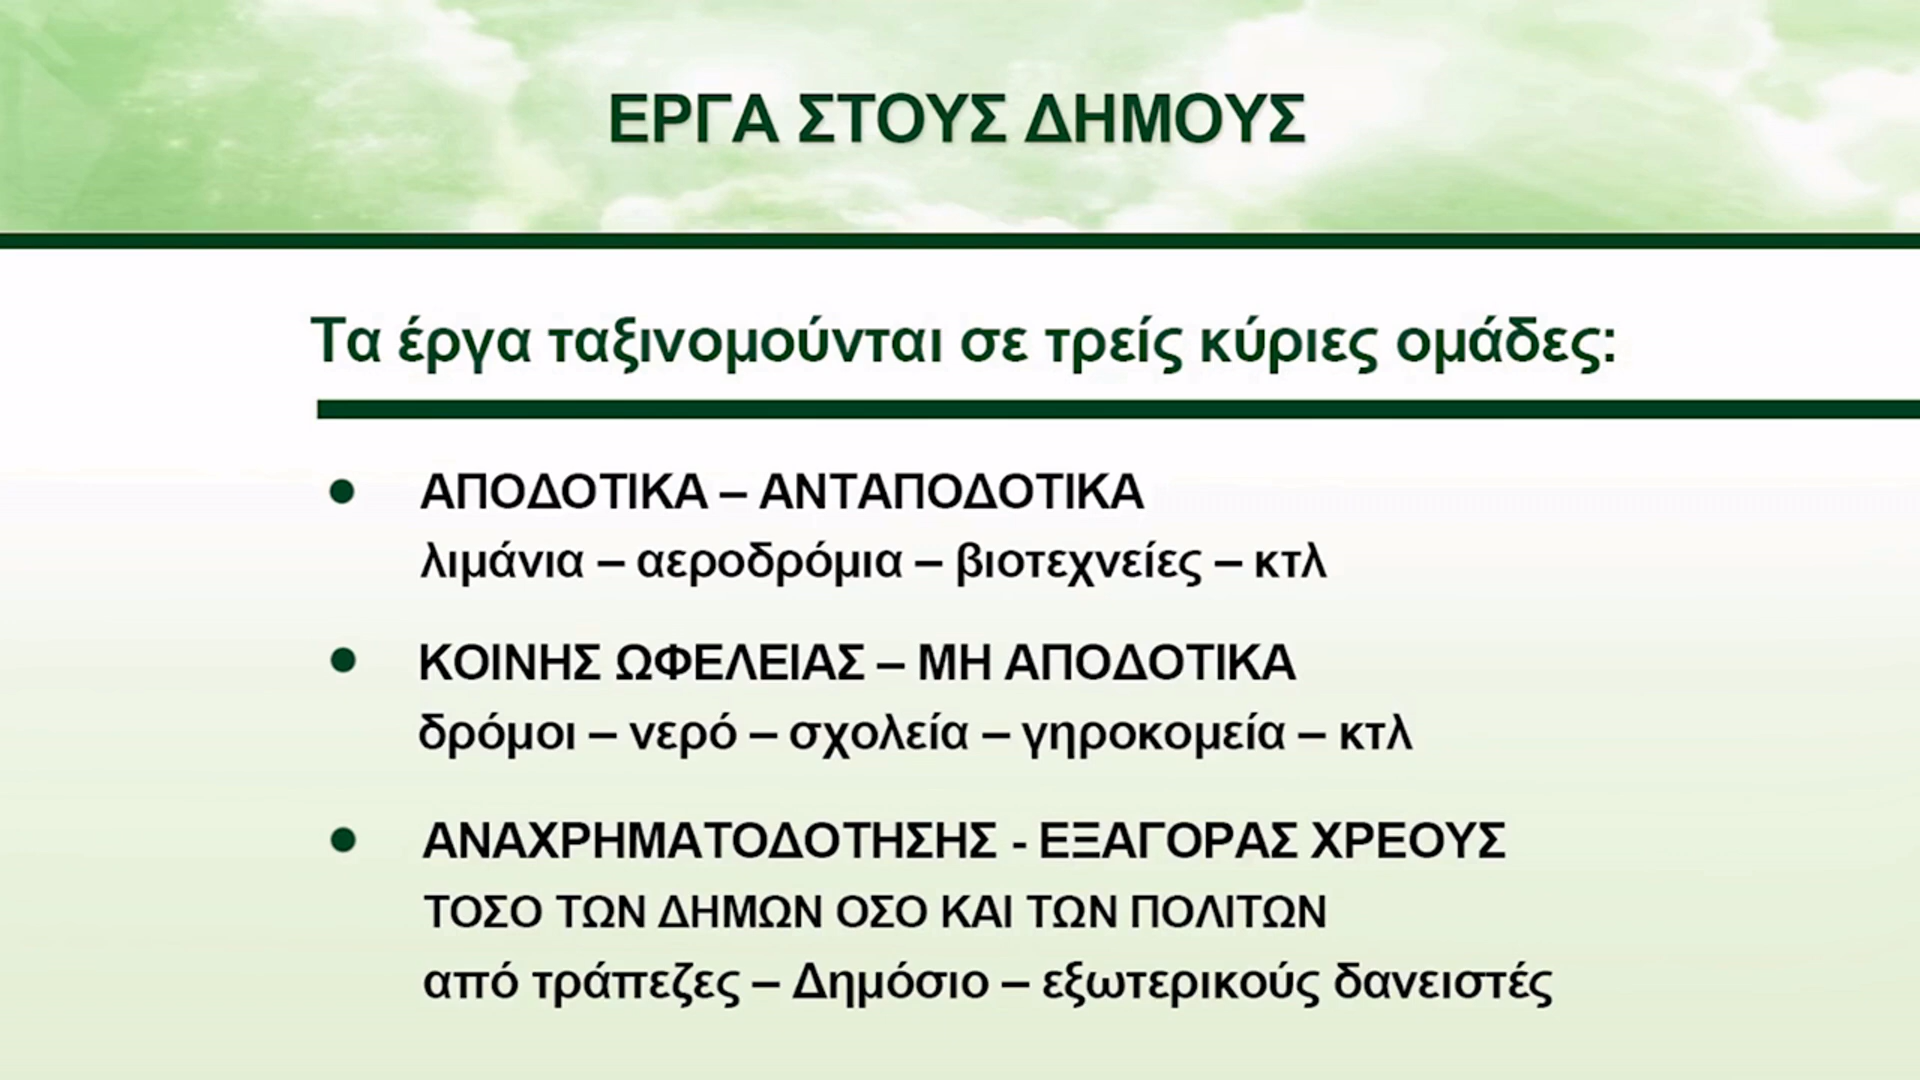 ΕΡΓΑ ΣΤΟΥΣ ΔΗΜΟΥΣ
Τα έργα ταξινομούνται σε τρείς κύριες ομάδες:
● ΑΠΟΔΟΤΙΚΑ – ΑΝΤΑΠΟΔΟΤΙΚΑ
λιμάνια – αεροδρόμια – βιοτεχνείες – κτλ
● ΚΟΙΝΗΣ ΩΦΕΛΕΙΑΣ – ΜΗ ΑΠΟΔΟΤΙΚΑ
δρόμοι – νερό – σχολεία – γηροκομεία – κτλ
● ΑΝΑΧΡΗΜΑΤΟΔΟΤΗΣΗΣ - ΕΞΑΓΟΡΑΣ ΧΡΕΟΥΣ
ΤΟΣΟ ΤΩΝ ΔΗΜΩΝ ΟΣΟ ΚΑΙ ΤΩΝ ΠΟΛΙΤΩΝ
από τράπεζες – Δημόσιο – εξωτερικούς δανειστές